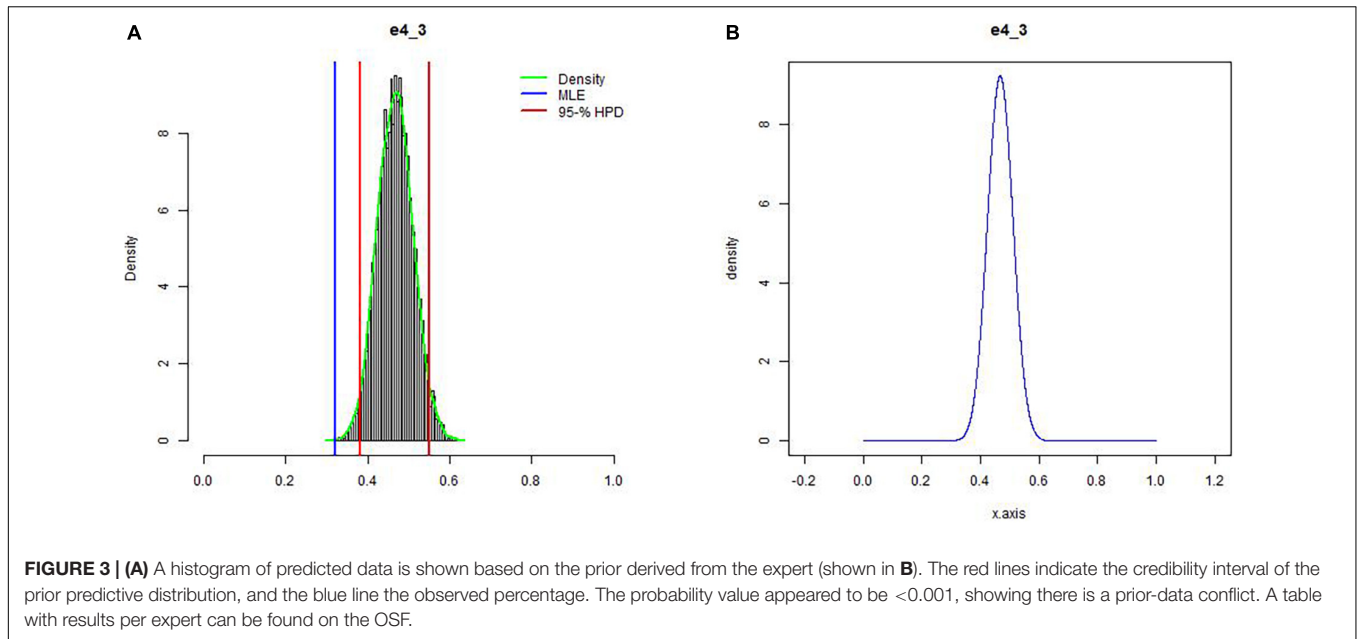 A
e4_3
Density
MLE
95-% HPD
Density
8
6
4
2
0
0.0 0.2 0.4 0.6 0.8 1.0
B
e4_3
density
8
6
4
2
0
-0.2 0.0 0.2 0.4 0.6 0.8 1.0 1.2
x.axis
FIGURE 3 | (A) A histogram of predicted data is shown based on the prior derived from the expert (shown in B). The red lines indicate the credibility interval of the
prior predictive distribution, and the blue line the observed percentage. The probability value appeared to be <0.001, showing there is a prior-data conflict. A table
with results per expert can be found on the OSF.